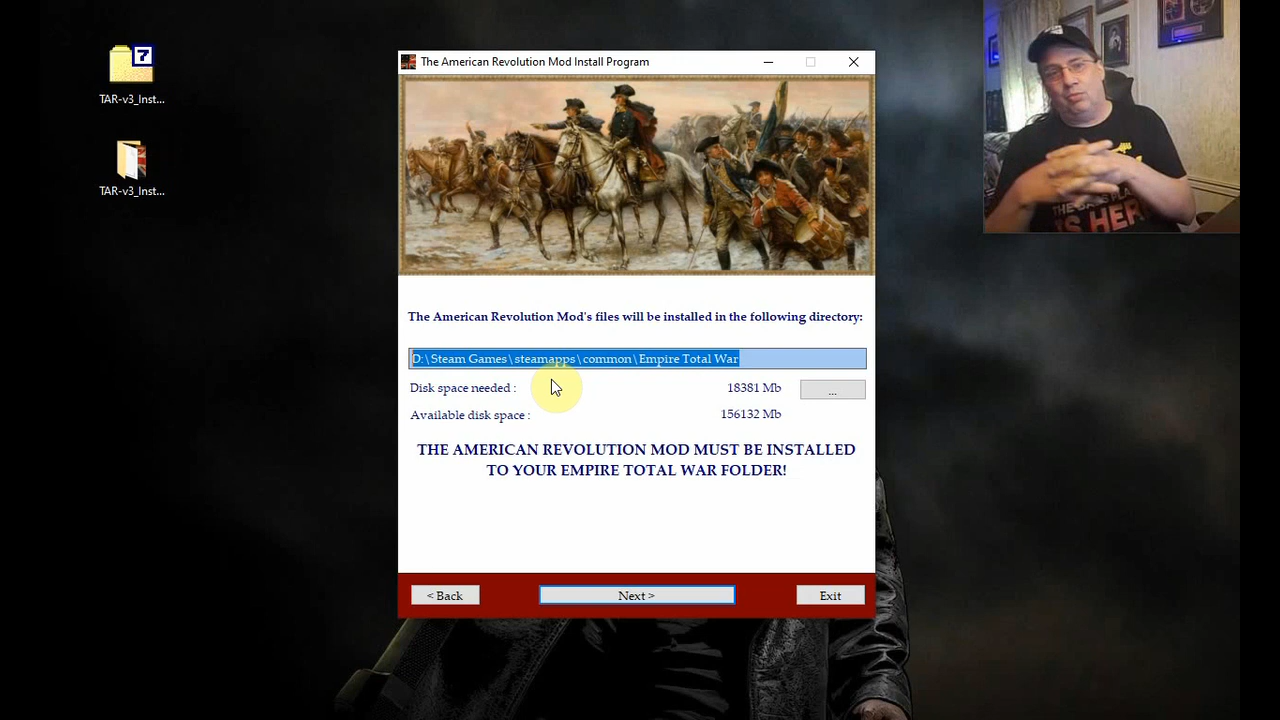 TAR-v3_Inst...
TAR-v3_Inst...
The American Revolution Mod Install Program
The American Revolution Mod's files will be installed in the following directory:
D:\Steam Games\steamapps\common\Empire Total War
Disk space needed : 18381 Mb
...
Available disk space : 156132 Mb
THE AMERICAN REVOLUTION MOD MUST BE INSTALLED
TO YOUR EMPIRE TOTAL WAR FOLDER!
< Back
Next >
Exit
7